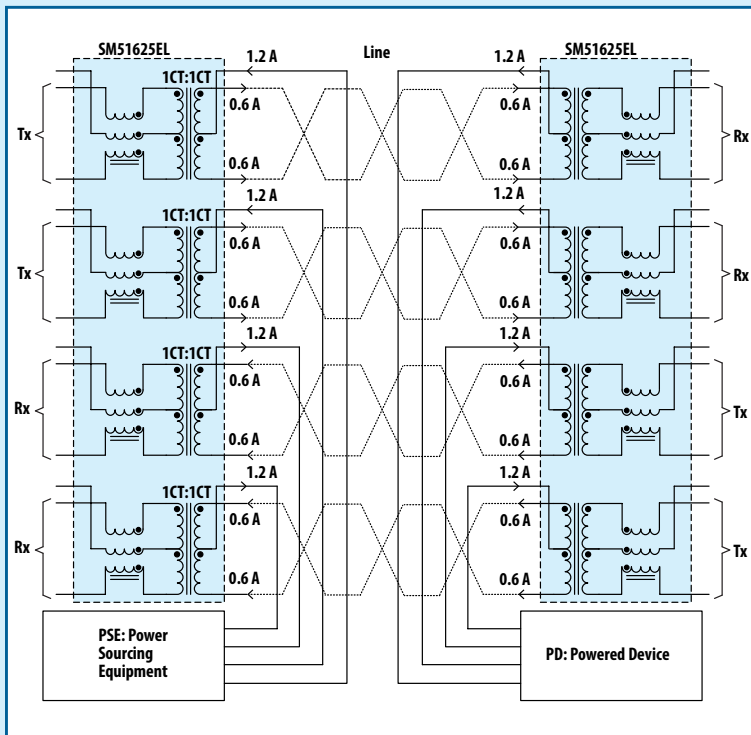 SM51625EL
1.2 A
Line
1.2 A
SM51625EL
1CT:1CT
0.6 A
0.6 A
Tx
Rx
0.6 A
0.6 A
1.2 A
1.2 A
1CT:1CT
0.6 A
0.6 A
Tx
Rx
0.6 A
0.6 A
1.2 A
1.2 A
1CT:1CT
0.6 A
0.6 A
Rx
Tx
0.6 A
0.6 A
1.2 A
1.2 A
1CT:1CT
0.6 A
0.6 A
Rx
Tx
0.6 A
0.6 A
PSE: Power
Sourcing
Equipment
PD: Powered Device